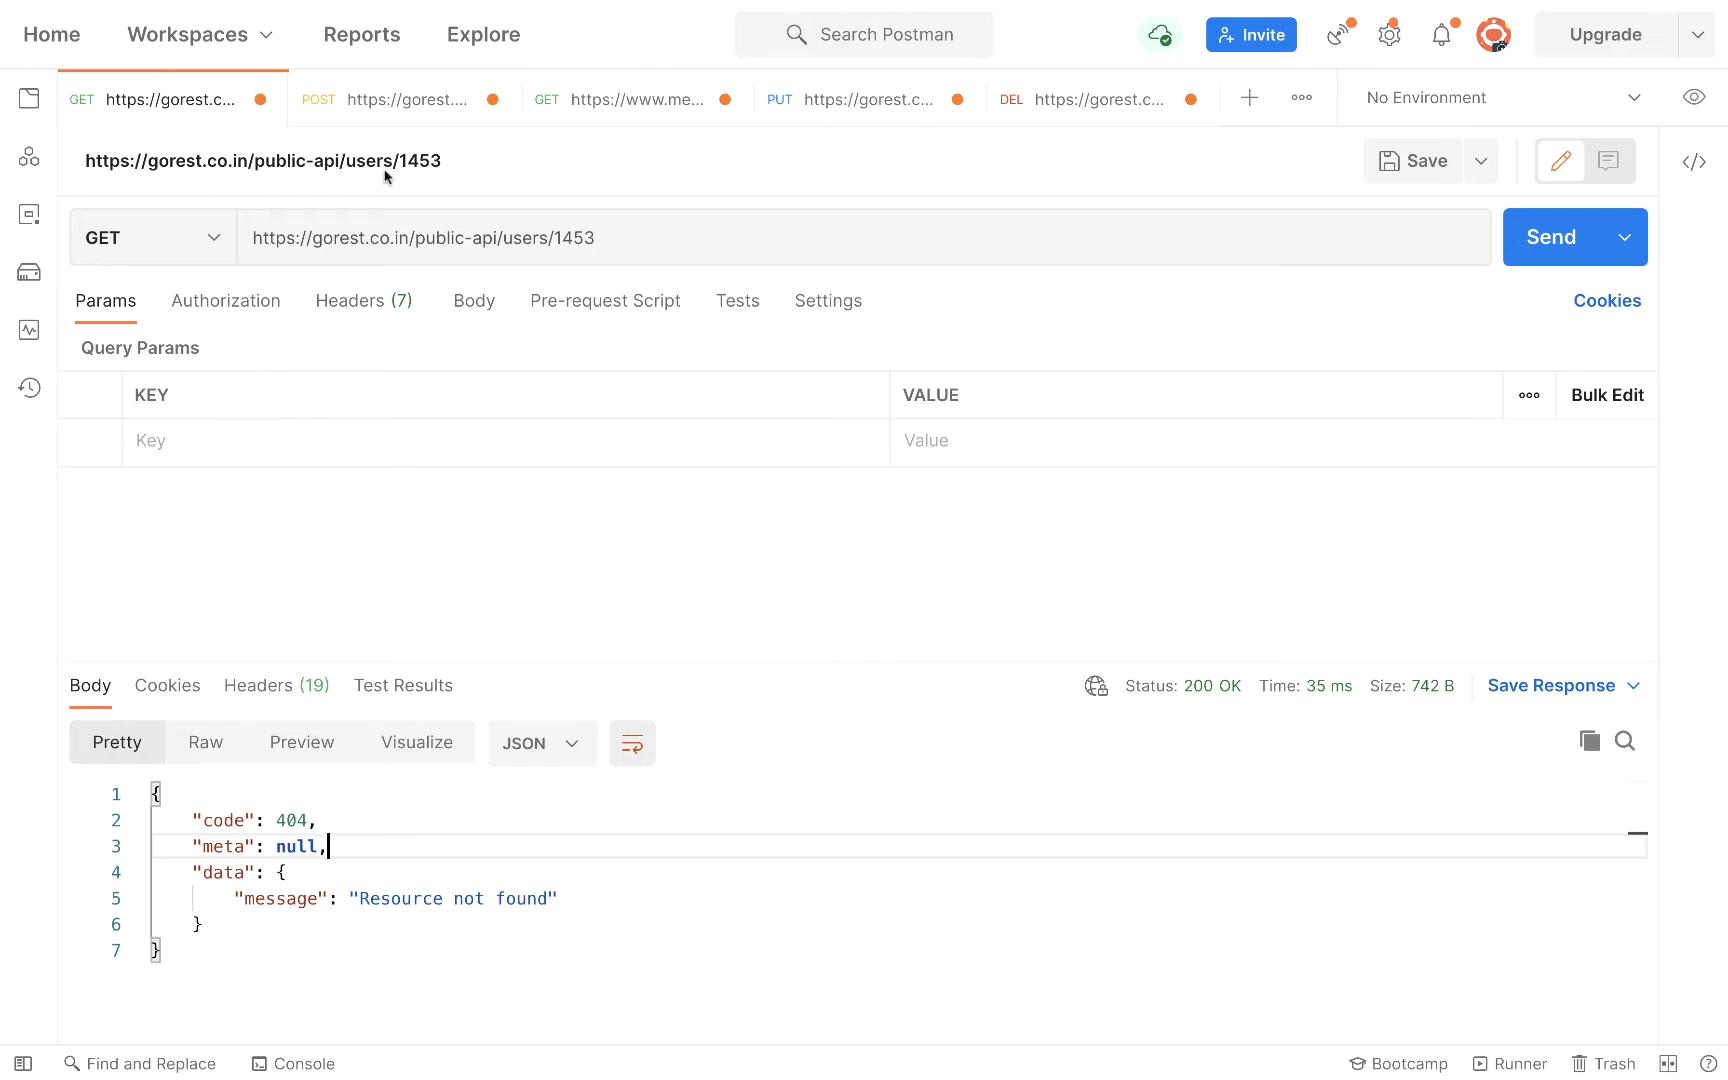 Home Workspaces Reports Explore Search Postman Invite Upgrade
GET https://gorest.c... POST https://gorest.... GET https://www.me... PUT https://gorest.c... DEL https://gorest.c... No Environment
https://gorest.co.in/public-api/users/1453 Save
GET https://gorest.co.in/public-api/users/1453 Send
Params Authorization Headers (7) Body Pre-request Script Tests Settings Cookies
Query Params
KEY VALUE Bulk Edit
Key Value
Body Cookies Headers (19) Test Results Status: 200 OK Time: 35 ms Size: 742 B Save Response
Pretty Raw Preview Visualize JSON
1 {
2 "code": 404,
3 "meta": null,
4 "data": {
5 "message": "Resource not found"
6 }
7 }
Find and Replace Console Bootcamp Runner Trash